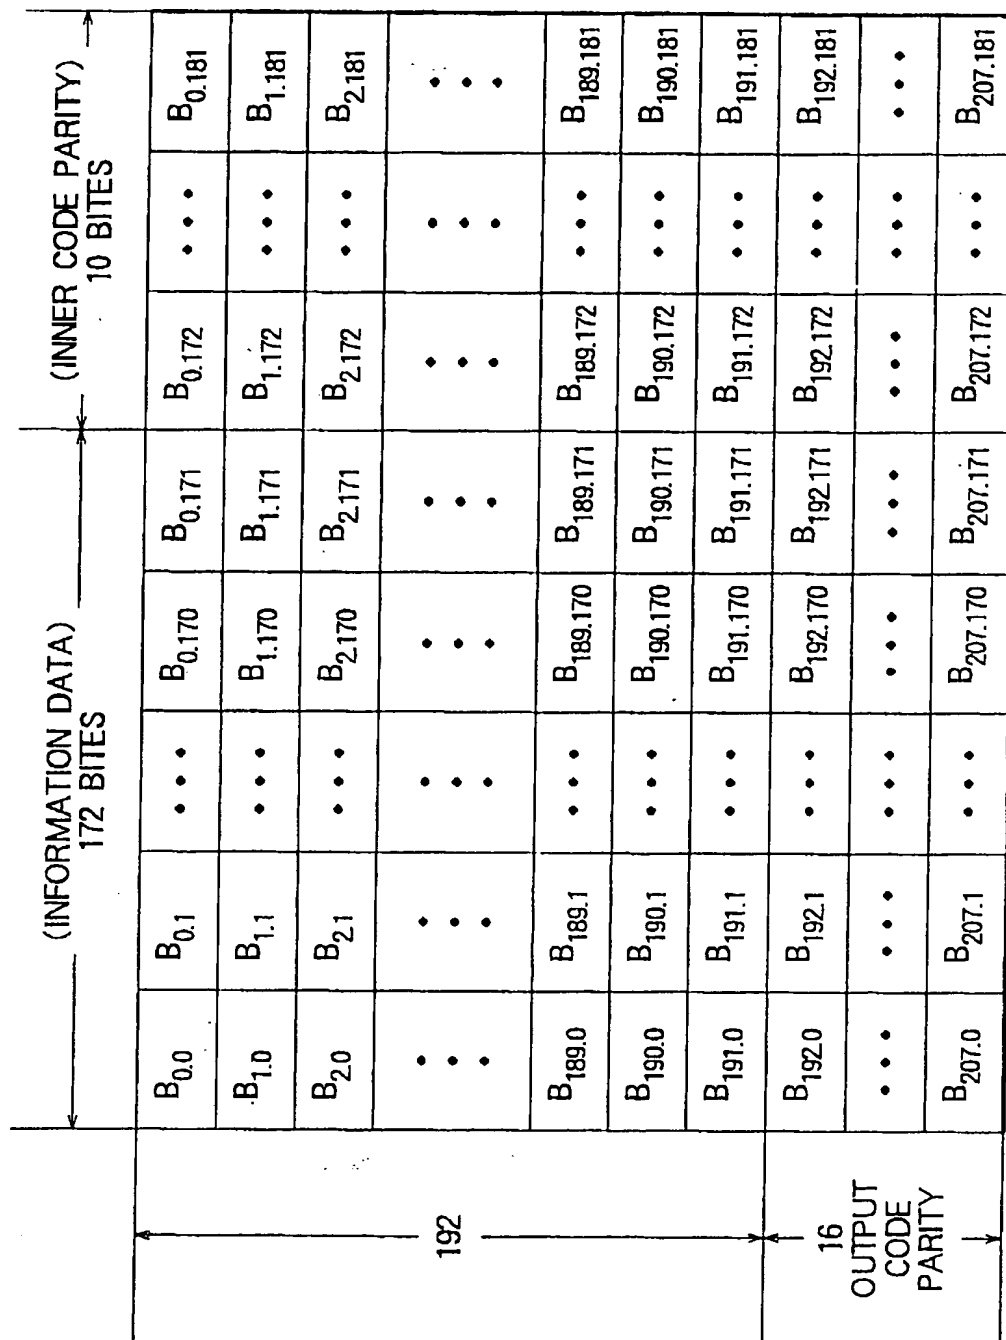 (INFORMATION DATA)
172 BITES
(INNER CODE PARITY)
10 BITES
B0.0 B0.1 ••• B0.170 B0.171 B0.172 ••• B0.181
B1.0 B1.1 ••• B1.170 B1.171 B1.172 ••• B1.181
B2.0 B2.1 ••• B2.170 B2.171 B2.172 ••• B2.181
••• ••• ••• ••• ••• ••• ••• •••
192
B189.0 B189.1 ••• B189.170 B189.171 B189.172 ••• B189.181
B190.0 B190.1 ••• B190.170 B190.171 B190.172 ••• B190.181
B191.0 B191.1 ••• B191.170 B191.171 B191.172 ••• B191.181
B192.0 B192.1 ••• B192.170 B192.171 B192.172 ••• B192.181
••• ••• ••• ••• ••• ••• ••• •••
B207.0 B207.1 ••• B207.170 B207.171 B207.172 ••• B207.181
16
OUTPUT
CODE
PARITY